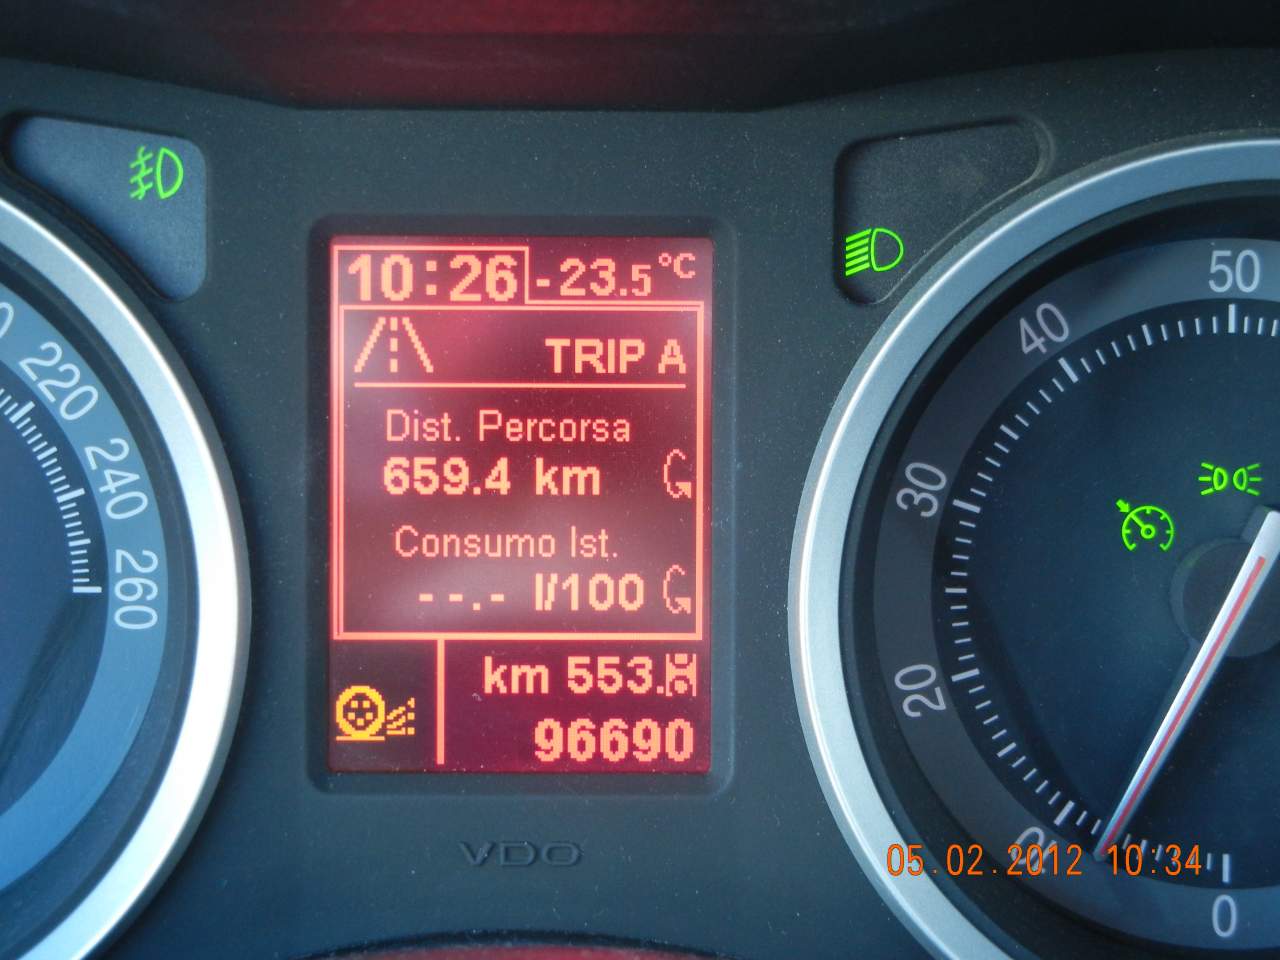 10:26 -23.5°C
TRIP A
Dist. Percorsa
659.4 km
Consumo Ist.
--.- l/100
km 553.
96690
VDO
220
240
260
50
40
30
20
10
0
05.02.2012 10:34